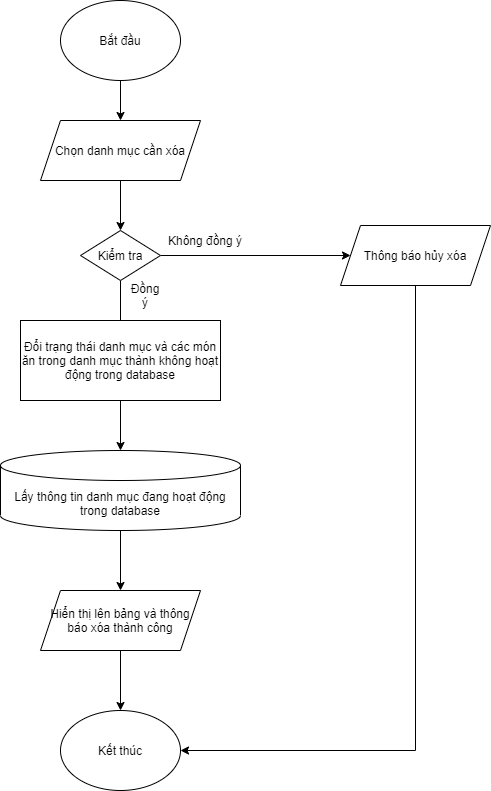 Bắt đầu
Chọn danh mục cần xóa
Kiểm tra
Không đồng ý
Thông báo hủy xóa
Đồng
ý
Đổi trạng thái danh mục và các món
ăn trong danh mục thành không hoạt
động trong database
Lấy thông tin danh mục đang hoạt động
trong database
Hiển thị lên bảng và thông
báo xóa thành công
Kết thúc